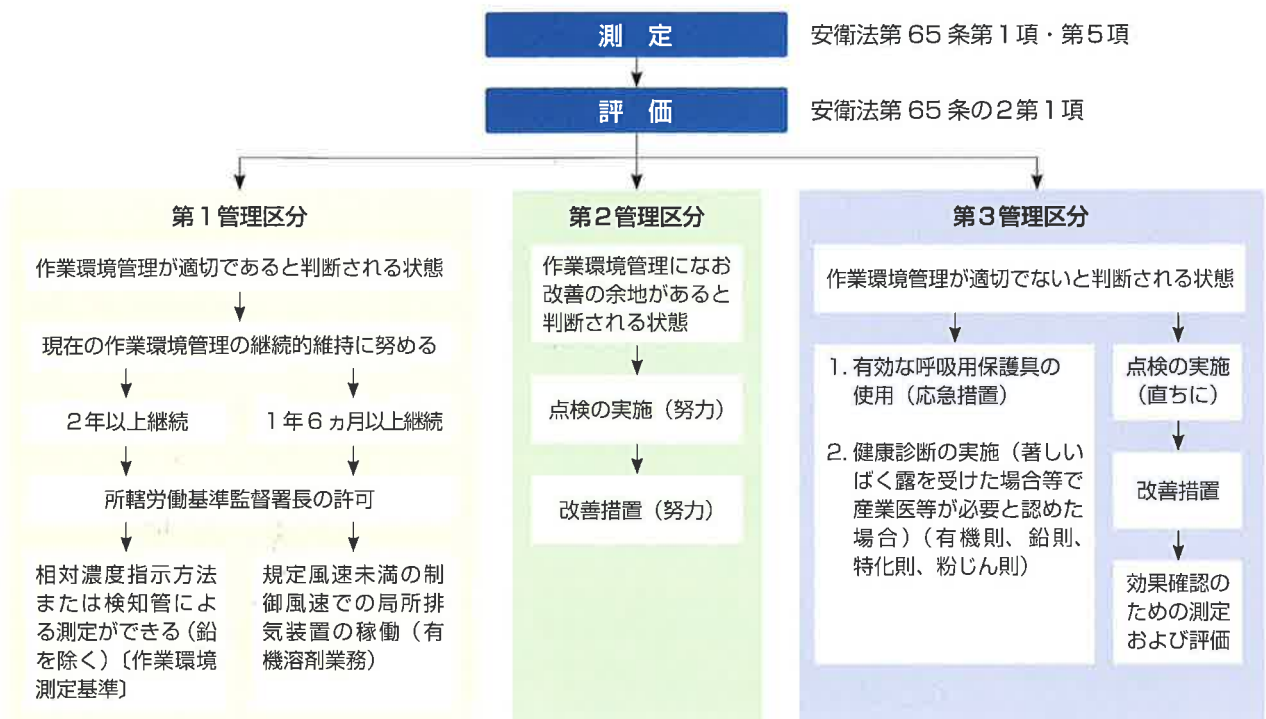 測 定
安衛法第 65 条第1項・第5項
評 価
安衛法第 65 条の2第1項
第1管理区分
作業環境管理が適切であると判断される状態
現在の作業環境管理の継続的維持に努める
2年以上継続
1年6ヵ月以上継続
所轄労働基準監督署長の許可
相対濃度指示方法
または検知管によ
る測定ができる(鉛
を除く)〔作業環境
測定基準〕
規定風速未満の制
御風速での局所排
気装置の稼働(有
機溶剤業務)
第2管理区分
作業環境管理になお
改善の余地があると
判断される状態
点検の実施(努力)
改善措置(努力)
第3管理区分
作業環境管理が適切でないと判断される状態
1. 有効な呼吸用保護具の
使用(応急措置)
2. 健康診断の実施(著しい
ばく露を受けた場合等で
産業医等が必要と認めた
場合)(有機則、鉛則、
特化則、粉じん則)
点検の実施
(直ちに)
改善措置
効果確認の
ための測定
および評価